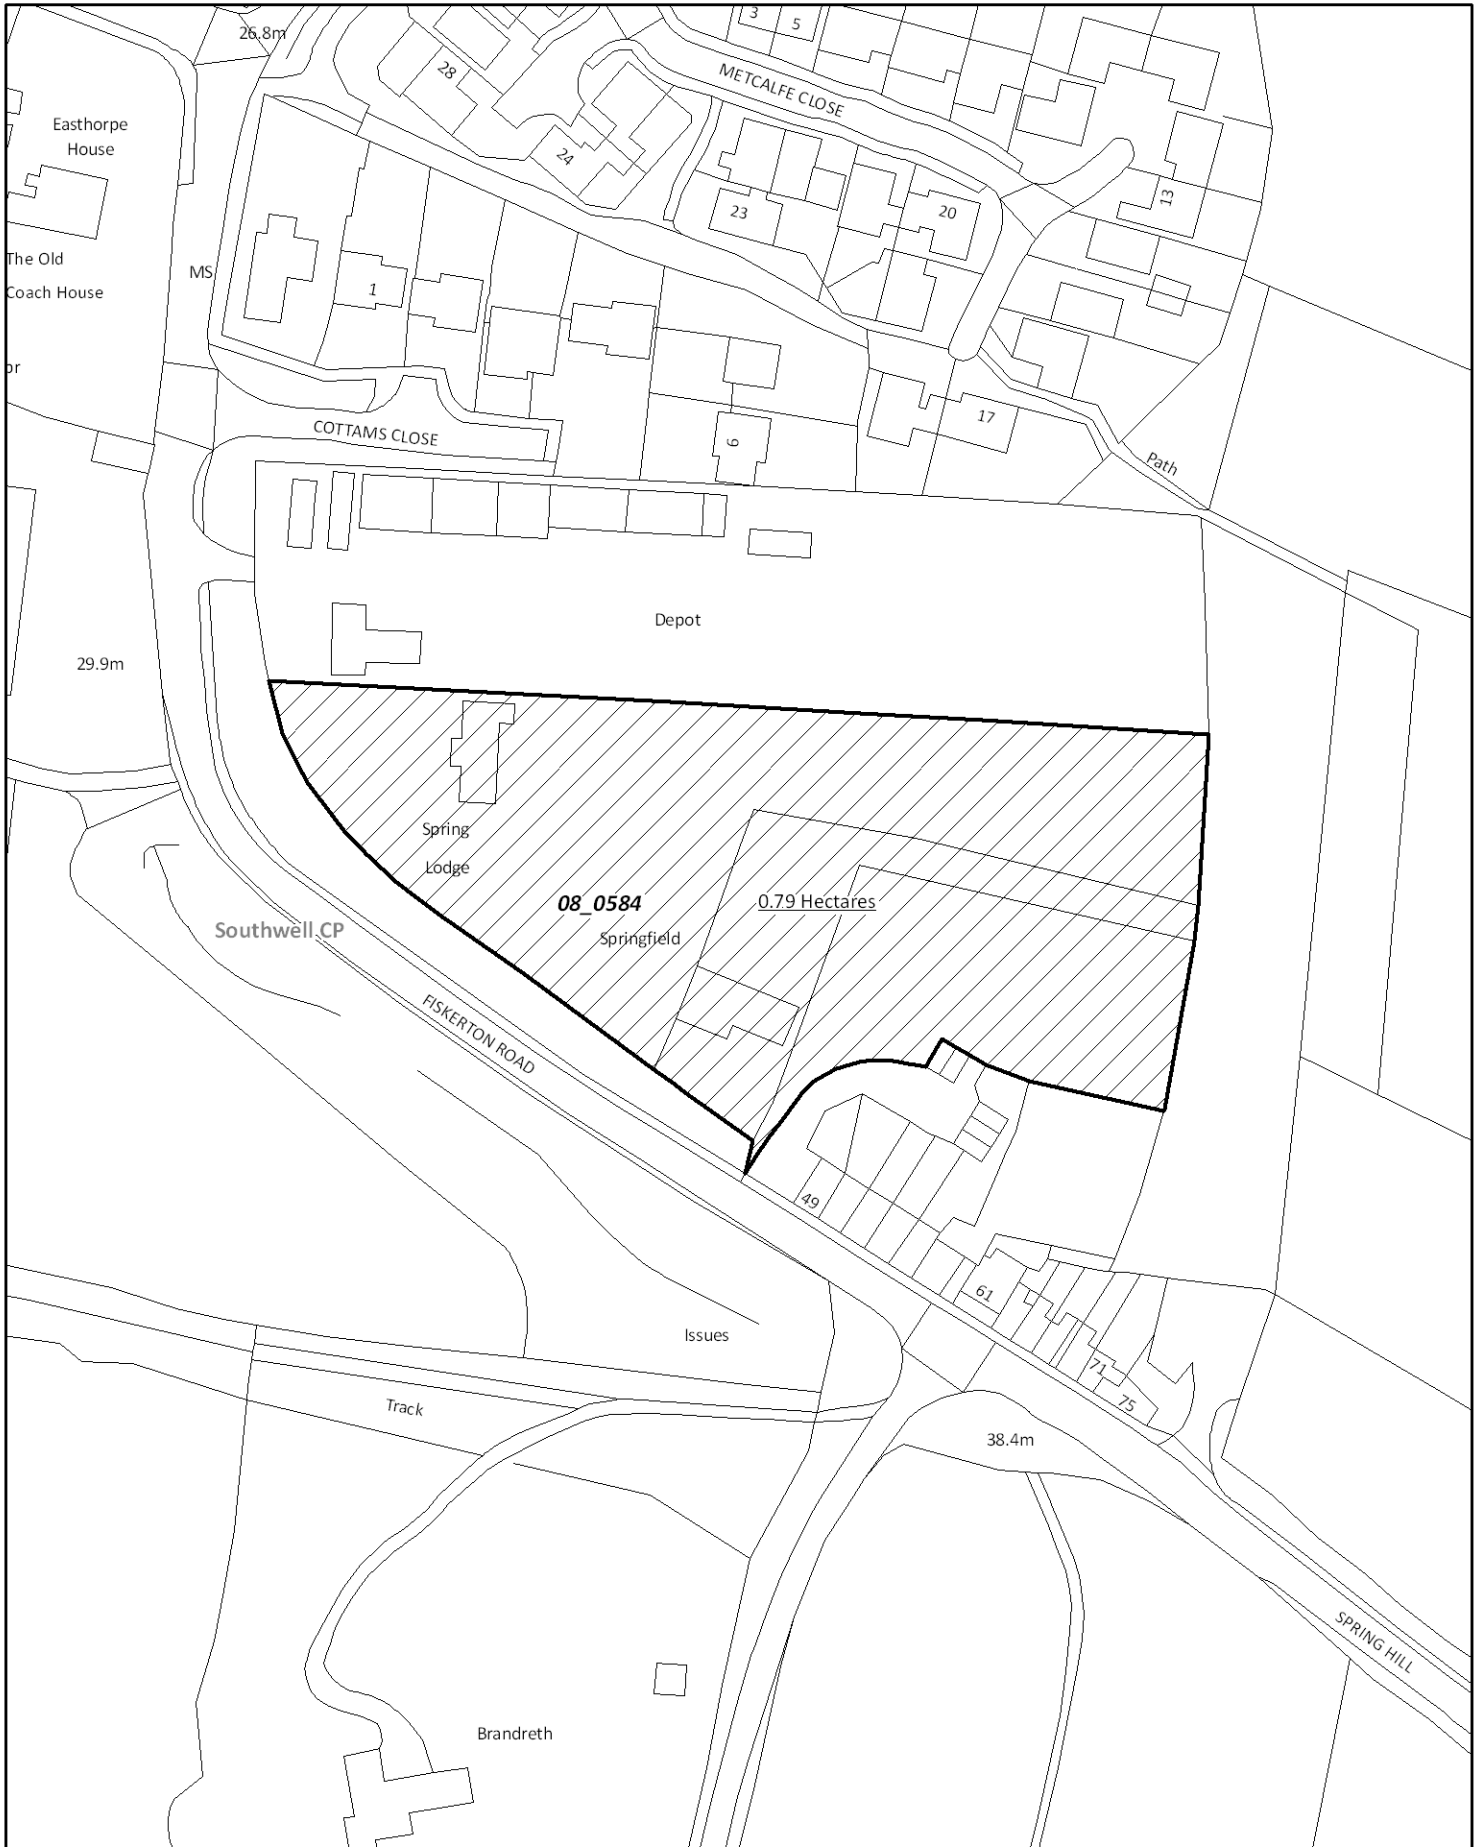 26.8m
3
5
28
METCALFE CLOSE
Easthorpe
House
24
13
23
20
The Old
Coach House
MS
1
or
17
COTTAMS CLOSE
6
Path
Depot
29.9m
Spring
Lodge
08_0584
0.79 Hectares
Springfield
Southwell CP
FISKERTON ROAD
49
61
Issues
71
75
Track
38.4m
SPRING HILL
Brandreth